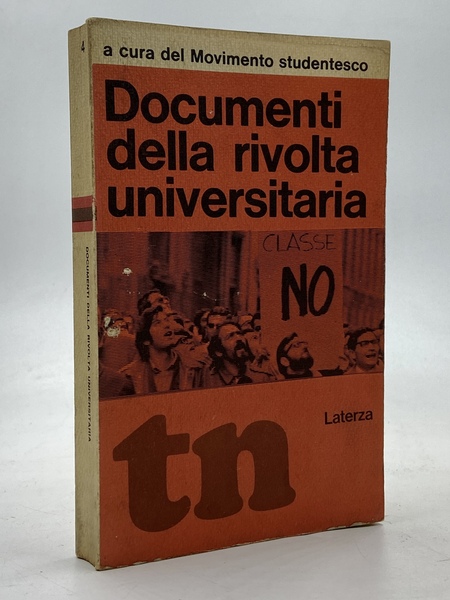 4
a cura del Movimento studentesco
Documenti
della rivolta
universitaria
CLASSE
NO
Laterza
tn
DOCUMENTI DELLA RIVOLTA UNIVERSITARIA